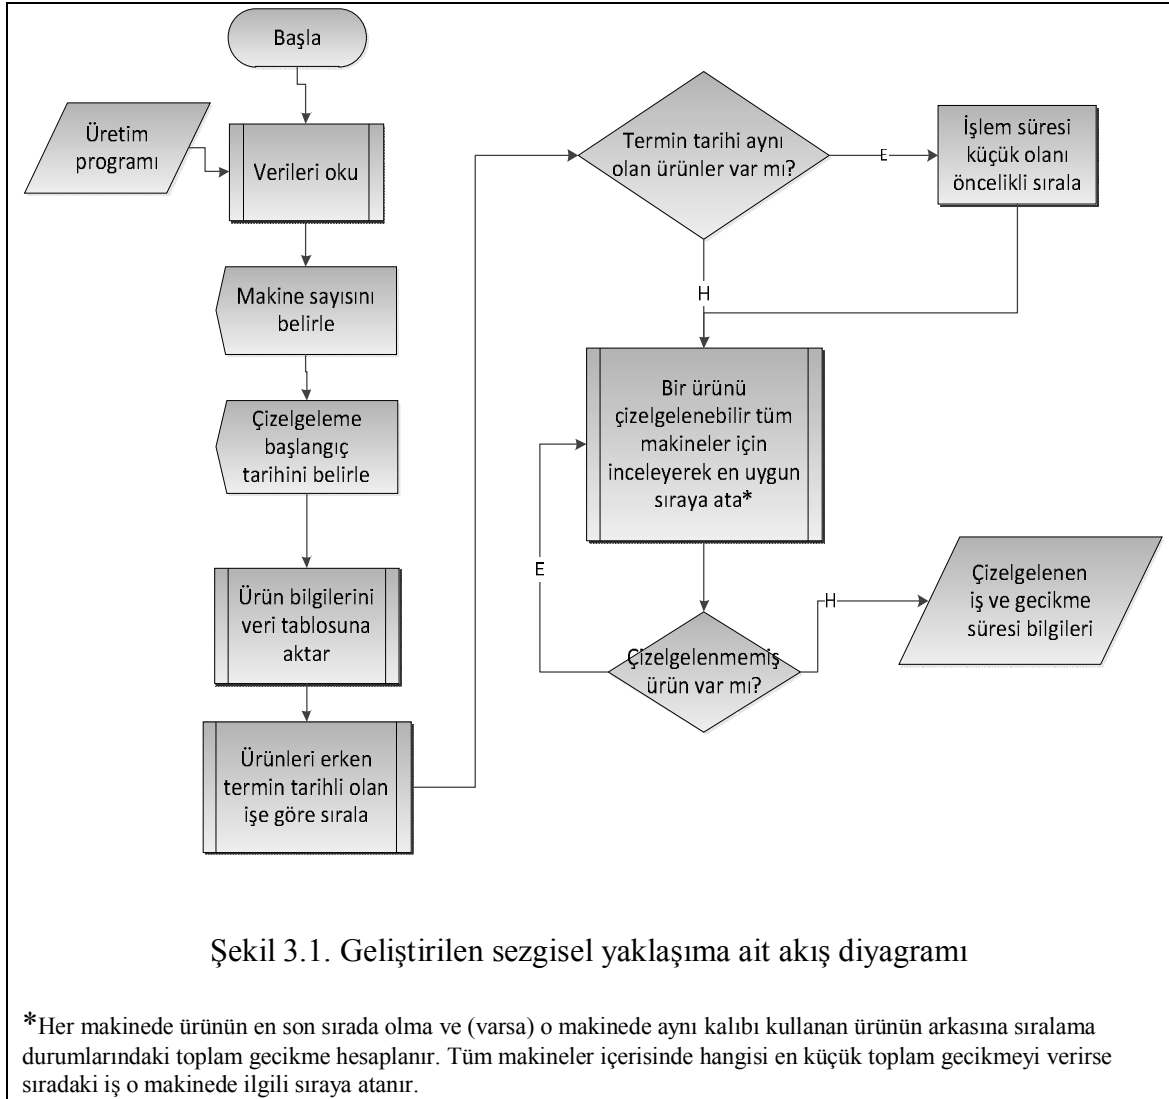 Başla
Üretim
programı
Verileri oku
Makine sayısını
belirle
Çizelgeleme
başlangıç
tarihini belirle
Ürün bilgilerini
veri tablosuna
aktar
Ürünleri erken
termin tarihli olan
işe göre sırala
Termin tarihi aynı
olan ürünler var mı?
E
İşlem süresi
küçük olanı
öncelikli sırala
H
Bir ürünü
çizelgelenebilir tüm
makineler için
inceleyerek en uygun
sıraya ata*
E
Çizelgelenmemiş
ürün var mı?
H
Çizelgelenen
iş ve gecikme
süresi bilgileri
Şekil 3.1. Geliştirilen sezgisel yaklaşıma ait akış diyagramı
*Her makinede ürünün en son sırada olma ve (varsa) o makinede aynı kalıbı kullanan ürünün arkasına sıralama
durumlarındaki toplam gecikme hesaplanır. Tüm makineler içerisinde hangisi en küçük toplam gecikmeyi verirse
sıradaki iş o makinede ilgili sıraya atanır.